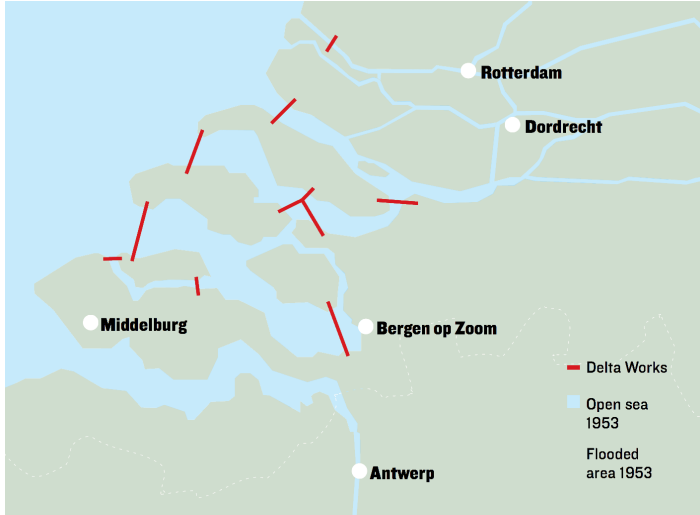 Rotterdam
Dordrecht
Middelburg
Bergen op Zoom
Delta Works
Open sea
1953
Flooded
area 1953
Antwerp